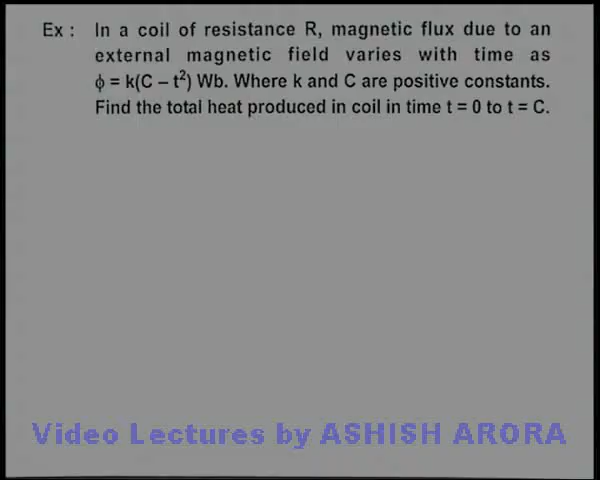 Ex : In a coil of resistance R, magnetic flux due to an
external magnetic field varies with time as
ϕ = k(C – t²) Wb. Where k and C are positive constants.
Find the total heat produced in coil in time t = 0 to t = C.
Video Lectures by ASHISH ARORA